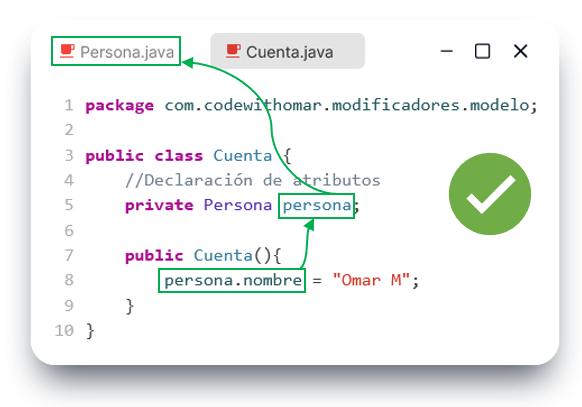 Persona.java Cuenta.java
1 package com.codewithomar.modificadores.modelo;
2
3 public class Cuenta {
4 //Declaración de atributos
5 private Persona persona;
6
7 public Cuenta(){
8 persona.nombre = "Omar M";
9 }
10 }